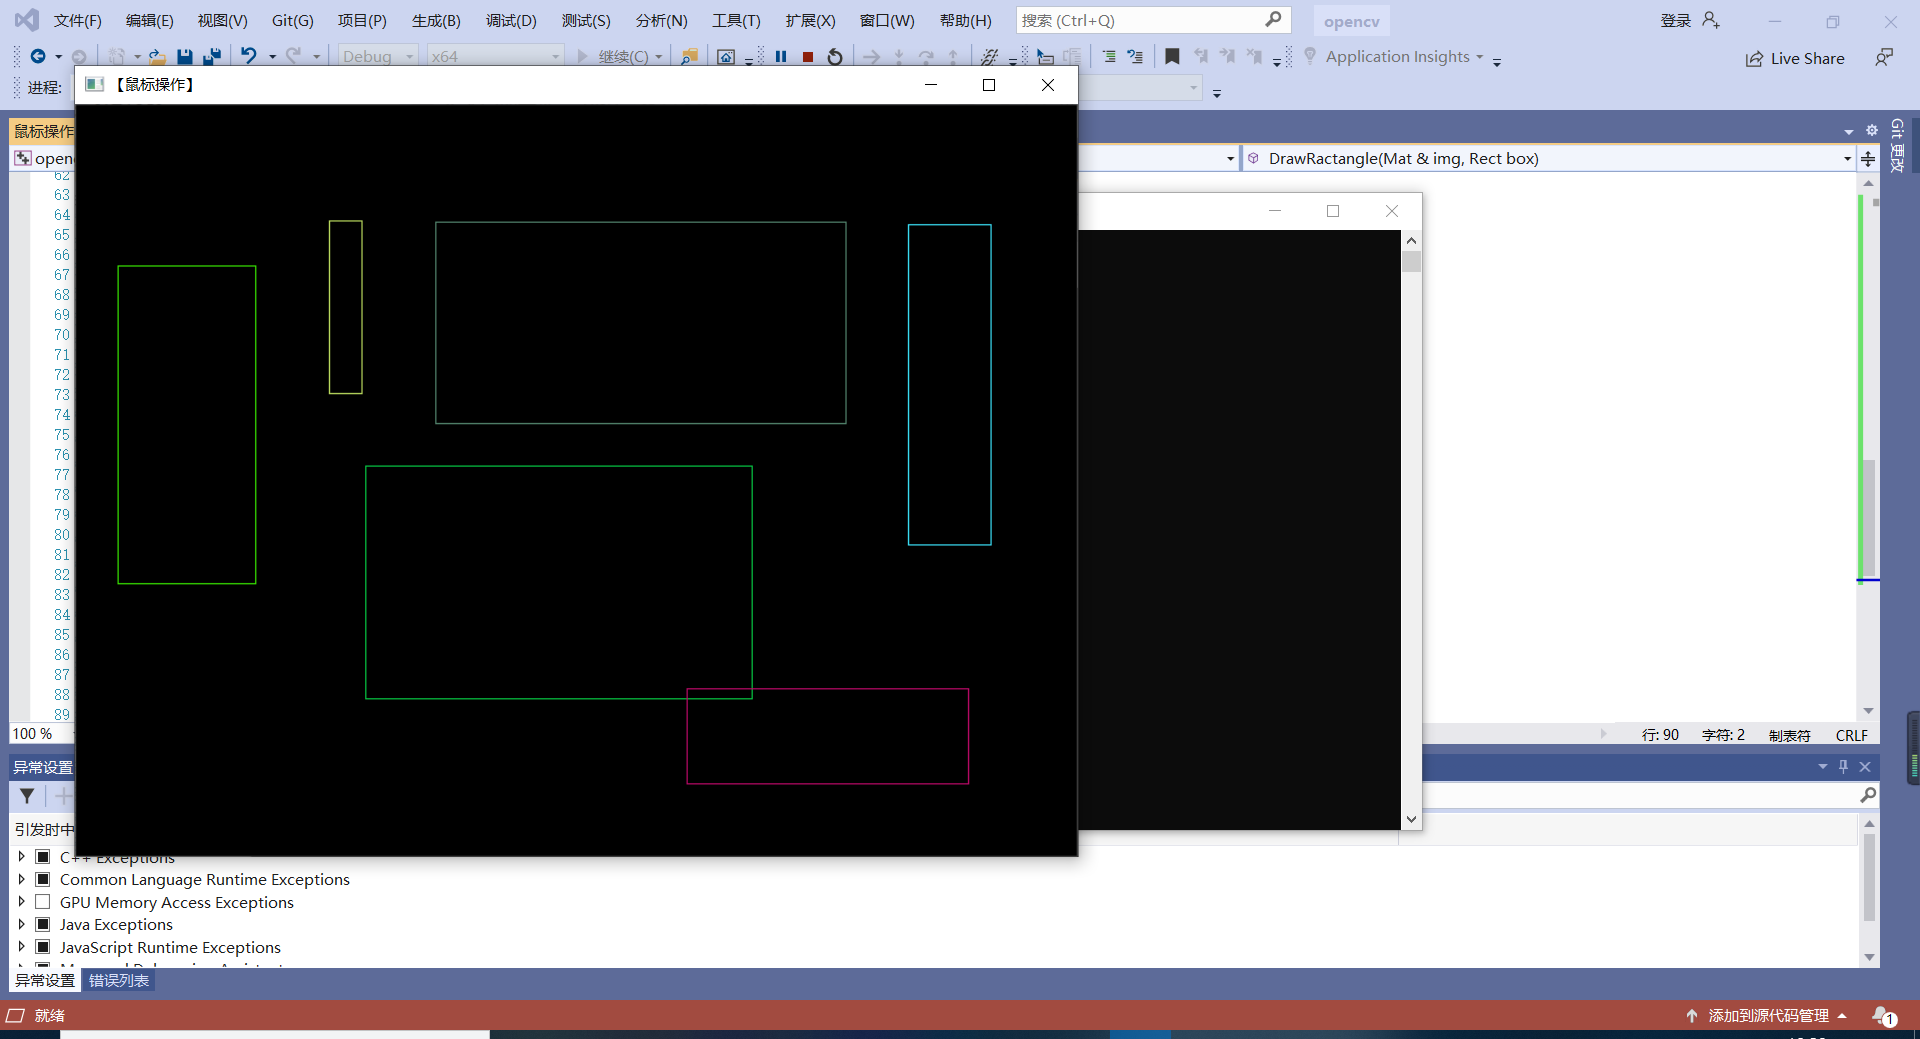 文件(F) 编辑(E) 视图(V) Git(G) 项目(P) 生成(B) 调试(D) 测试(S) 分析(N) 工具(T) 扩展(X) 窗口(W) 帮助(H) 搜索 (Ctrl+Q) opencv 登录
Debug x64 继续(C) Application Insights Live Share
进程:
【鼠标操作】
鼠标操作
Git 更改
DrawRactangle(Mat & img, Rect box)
62
63
64
65
66
67
68
69
70
71
72
73
74
75
76
77
78
79
80
81
82
83
84
85
86
87
88
89
100 % 行: 90 字符: 2 制表符 CRLF
异常设置
引发时中
C++ Exceptions
Common Language Runtime Exceptions
GPU Memory Access Exceptions
Java Exceptions
JavaScript Runtime Exceptions
异常设置 错误列表
就绪 添加到源代码管理 1